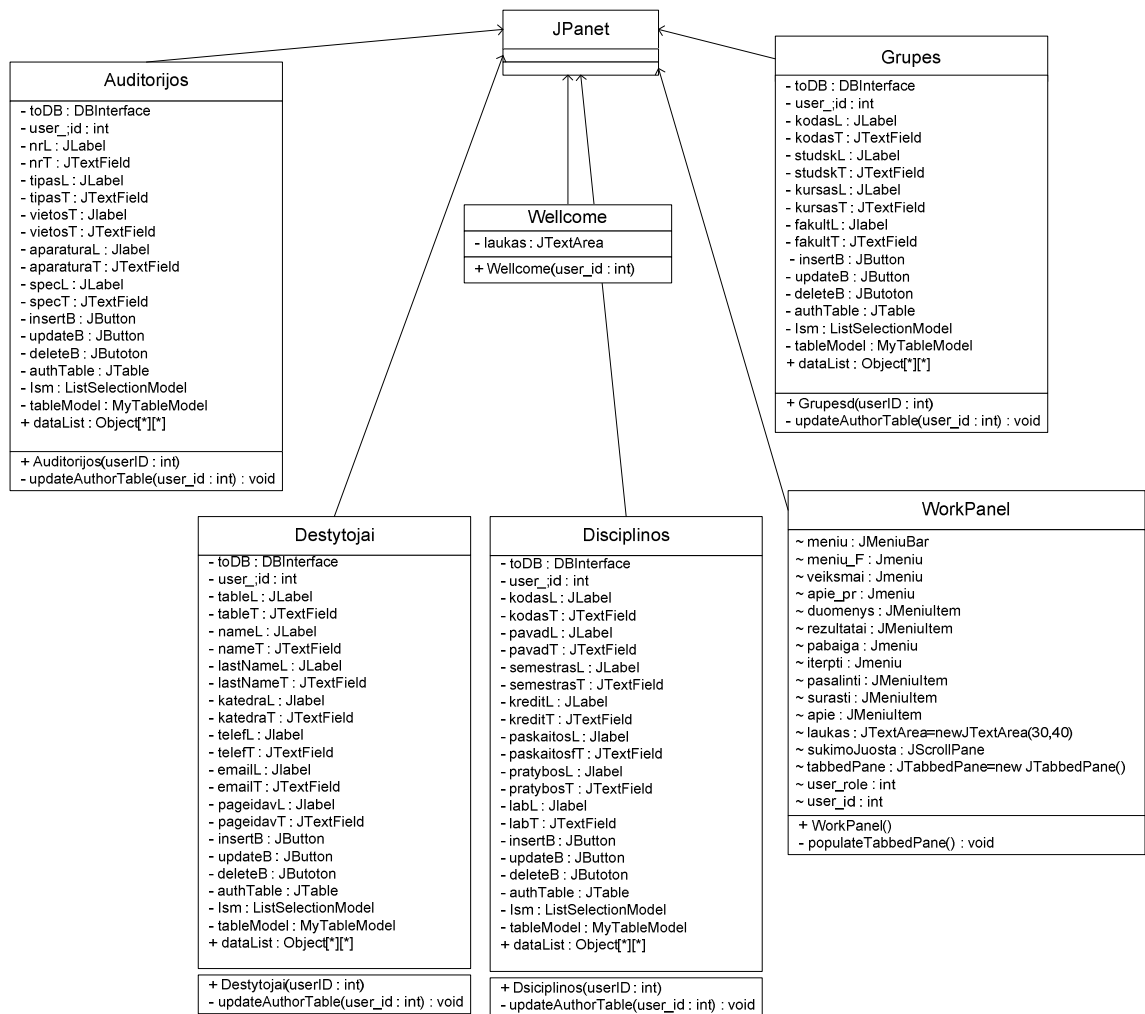 JPanet
Auditorijos
- toDB : DBInterface
- user_;id : int
- nrL : JLabel
- nrT : JTextField
- tipasL : JLabel
- tipasT : JTextField
- vietosT : Jlabel
- vietosT : JTextField
- aparaturaL : Jlabel
- aparaturaT : JTextField
- specL : JLabel
- specT : JTextField
- insertB : JButton
- updateB : JButton
- deleteB : JButoton
- authTable : JTable
- lsm : ListSelectionModel
- tableModel : MyTableModel
+ dataList : Object[*][*]
+ Auditorijos(userID : int)
- updateAuthorTable(user_id : int) : void
Grupes
- toDB : DBInterface
- user_;id : int
- kodasL : JLabel
- kodasT : JTextField
- studskL : JLabel
- studskT : JTextField
- kursasL : JLabel
- kursasT : JTextField
- fakultL : Jlabel
- fakultT : JTextField
- insertB : JButton
- updateB : JButton
- deleteB : JButoton
- authTable : JTable
- lsm : ListSelectionModel
- tableModel : MyTableModel
+ dataList : Object[*][*]
+ Grupesd(userID : int)
- updateAuthorTable(user_id : int) : void
Wellcome
- laukas : JTextArea
+ Wellcome(user_id : int)
Destytojai
- toDB : DBInterface
- user_;id : int
- tableL : JLabel
- tableT : JTextField
- nameL : JLabel
- nameT : JTextField
- lastNameL : JLabel
- lastNameT : JTextField
- katedraL : Jlabel
- katedraT : JTextField
- telefL : Jlabel
- telefT : JTextField
- emailL : Jlabel
- emailT : JTextField
- pageidavL : Jlabel
- pageidavT : JTextField
- insertB : JButton
- updateB : JButton
- deleteB : JButoton
- authTable : JTable
- lsm : ListSelectionModel
- tableModel : MyTableModel
+ dataList : Object[*][*]
+ Destytojai(userID : int)
- updateAuthorTable(user_id : int) : void
Disciplinos
- toDB : DBInterface
- user_;id : int
- kodasL : JLabel
- kodasT : JTextField
- pavadL : JLabel
- pavadT : JTextField
- semestrasL : JLabel
- semestrasT : JTextField
- kreditL : JLabel
- kreditT : JTextField
- paskaitosL : Jlabel
- paskaitosfT : JTextField
- pratybosL : Jlabel
- pratybosT : JTextField
- labL : Jlabel
- labT : JTextField
- insertB : JButton
- updateB : JButton
- deleteB : JButoton
- authTable : JTable
- lsm : ListSelectionModel
- tableModel : MyTableModel
+ dataList : Object[*][*]
+ Dsiciplinos(userID : int)
- updateAuthorTable(user_id : int) : void
WorkPanel
~ meniu : JMeniuBar
~ meniu_F : Jmeniu
~ veiksmai : Jmeniu
~ apie_pr : Jmeniu
~ duomenys : JMeniuItem
~ rezultatai : JMeniuItem
~ pabaiga : Jmeniu
~ iterpti : Jmeniu
~ pasalinti : JMeniuItem
~ surasti : JMeniuItem
~ apie : JMeniuItem
~ laukas : JTextArea=newJTextArea(30,40)
~ sukimoJuosta : JScrollPane
~ tabbedPane : JTabbedPane=new JTabbedPane()
~ user_role : int
~ user_id : int
+ WorkPanel()
- populateTabbedPane() : void